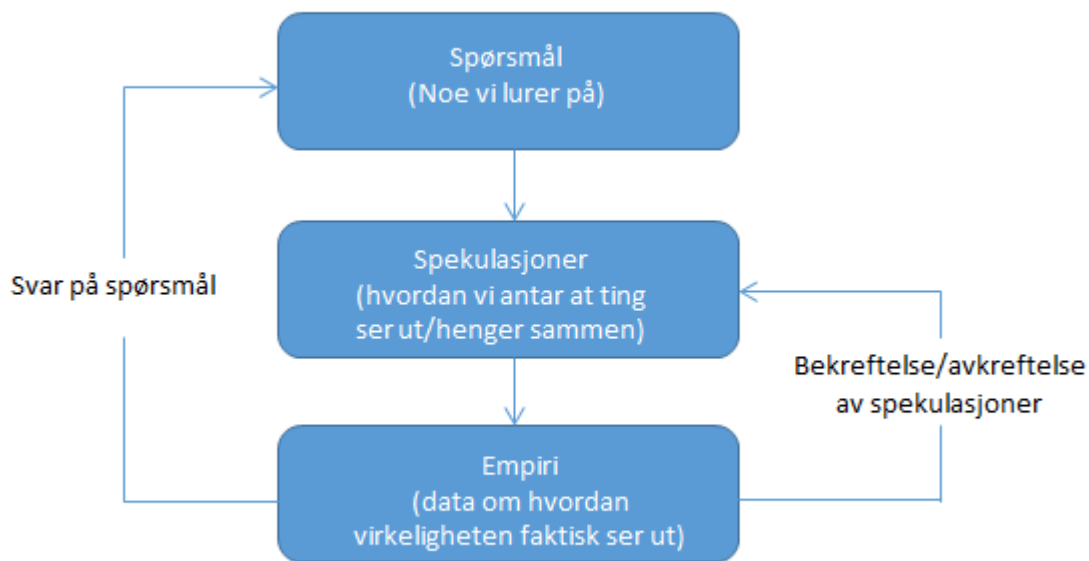 Spørsmål
(Noe vi lurer på)
Spekulasjoner
(hvordan vi antar at ting
ser ut/henger sammen)
Svar på spørsmål
Bekreftelse/avkreftelse
av spekulasjoner
Empiri
(data om hvordan
virkeligheten faktisk ser ut)